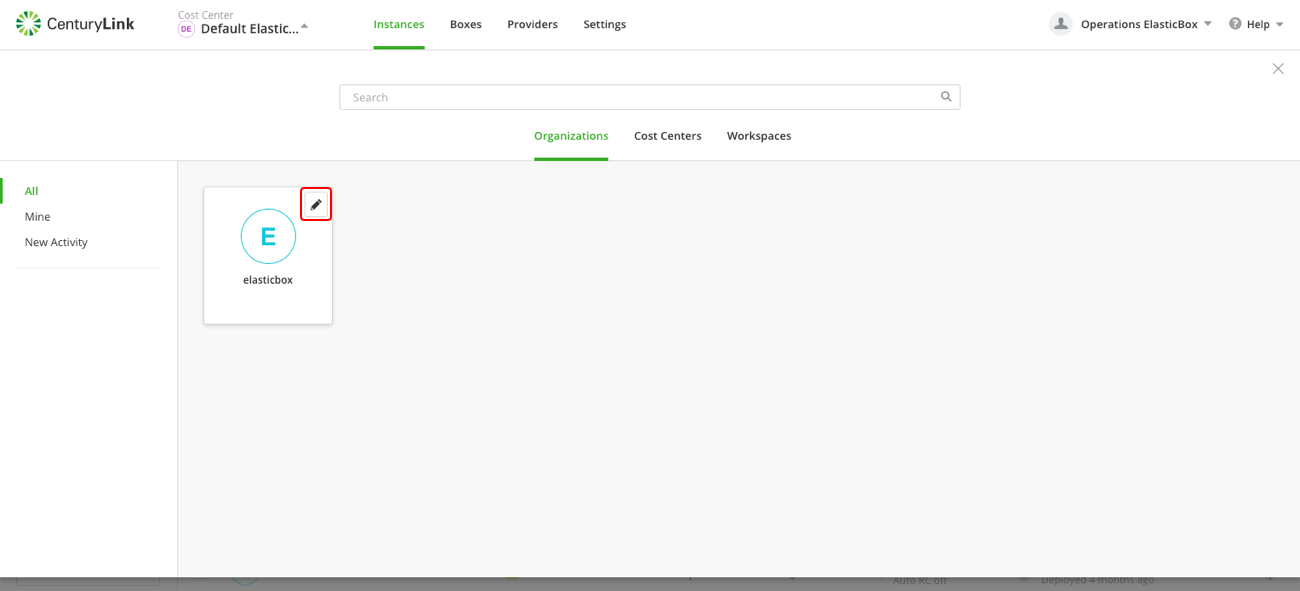 CenturyLink
Cost Center
DE Default Elastic...
Instances
Boxes
Providers
Settings
Operations ElasticBox
? Help
Search
Organizations
Cost Centers
Workspaces
All
Mine
New Activity
E
elasticbox
Auto RC off
Deployed 4 months ago